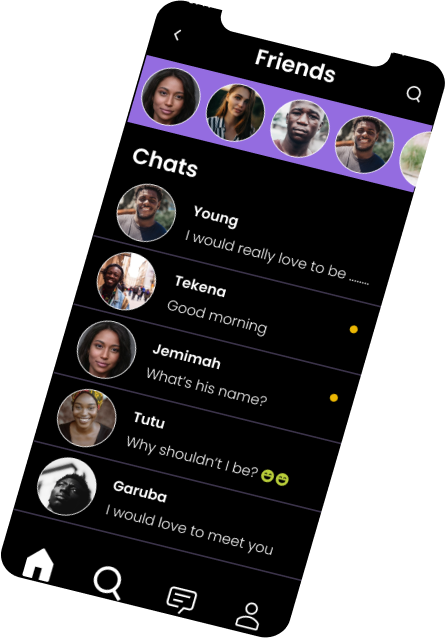 Friends
Chats
Young
I would really love to be ........
Tekena
Good morning
Jemimah
What's his name?
Tutu
Why shouldn't I be? 😄😄
Garuba
I would love to meet you